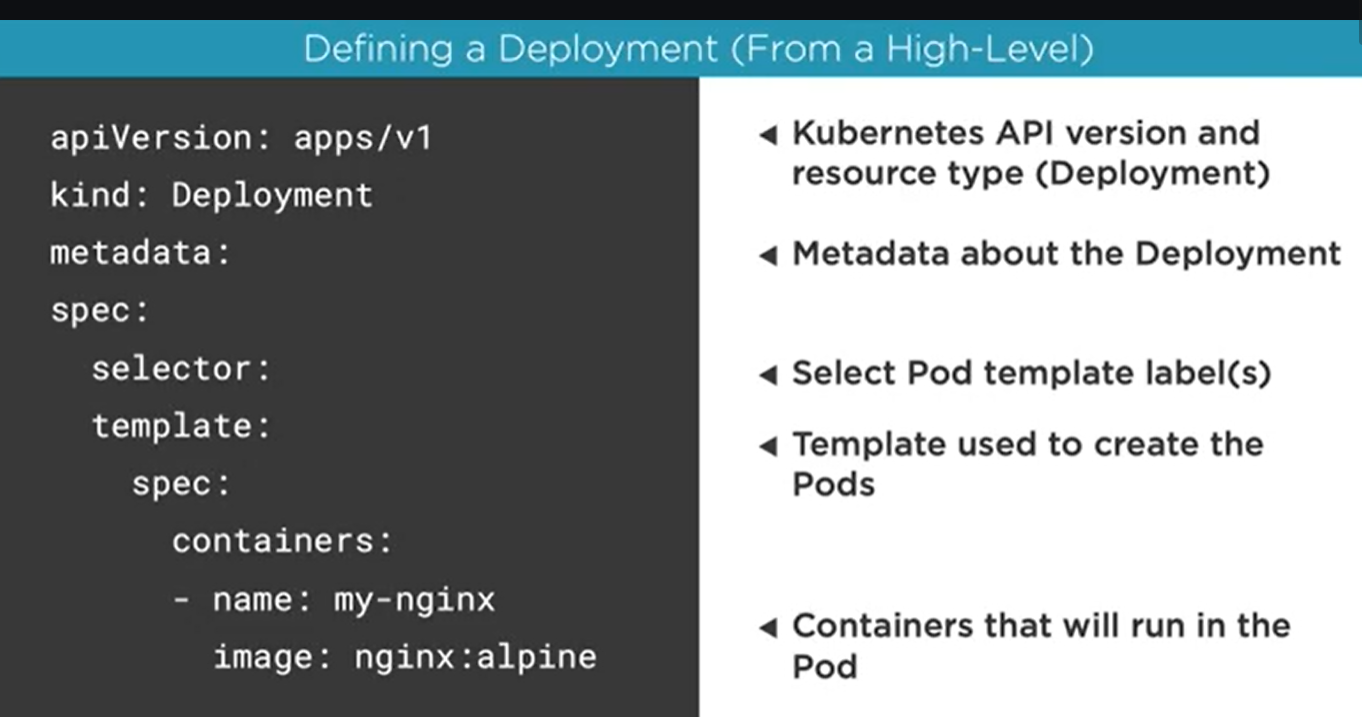 Defining a Deployment (From a High-Level)
apiVersion: apps/v1
kind: Deployment
metadata:
spec:
  selector:
  template:
    spec:
      containers:
      - name: my-nginx
        image: nginx:alpine
◄ Kubernetes API version and
resource type (Deployment)
◄ Metadata about the Deployment
◄ Select Pod template label(s)
◄ Template used to create the
Pods
◄ Containers that will run in the
Pod